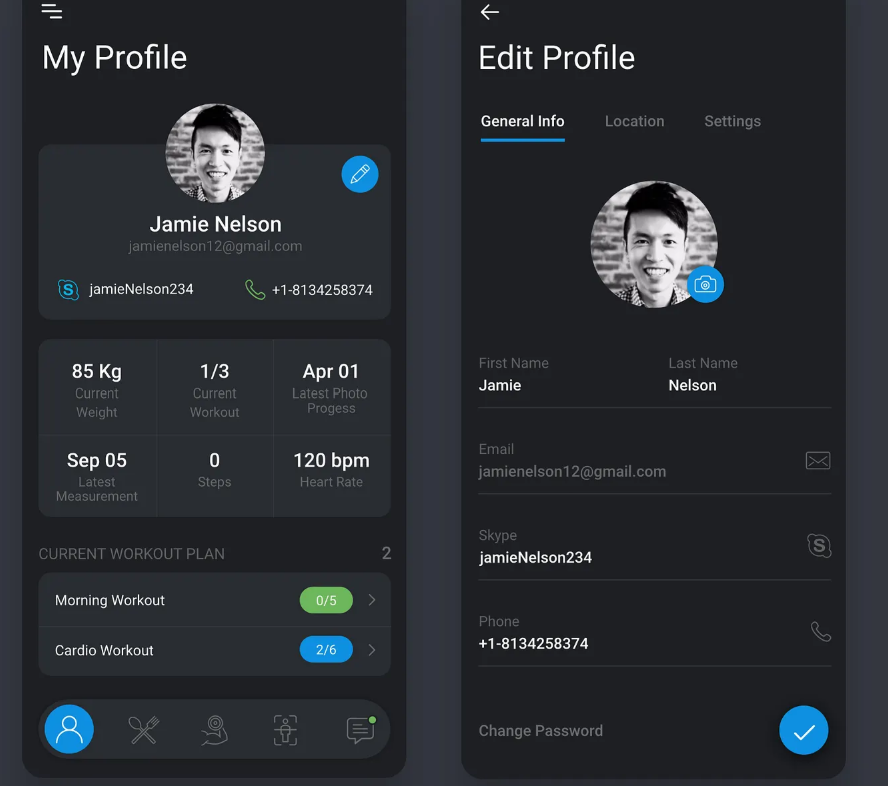 My Profile
Jamie Nelson
jamienelson12@gmail.com
jamieNelson234
+1-8134258374
85 Kg
Current
Weight
1/3
Current
Workout
Apr 01
Latest Photo
Progess
Sep 05
Latest
Measurement
0
Steps
120 bpm
Heart Rate
CURRENT WORKOUT PLAN 2
Morning Workout 0/5
Cardio Workout 2/6
Edit Profile
General Info Location Settings
First Name Last Name
Jamie Nelson
Email
jamienelson12@gmail.com
Skype
jamieNelson234
Phone
+1-8134258374
Change Password